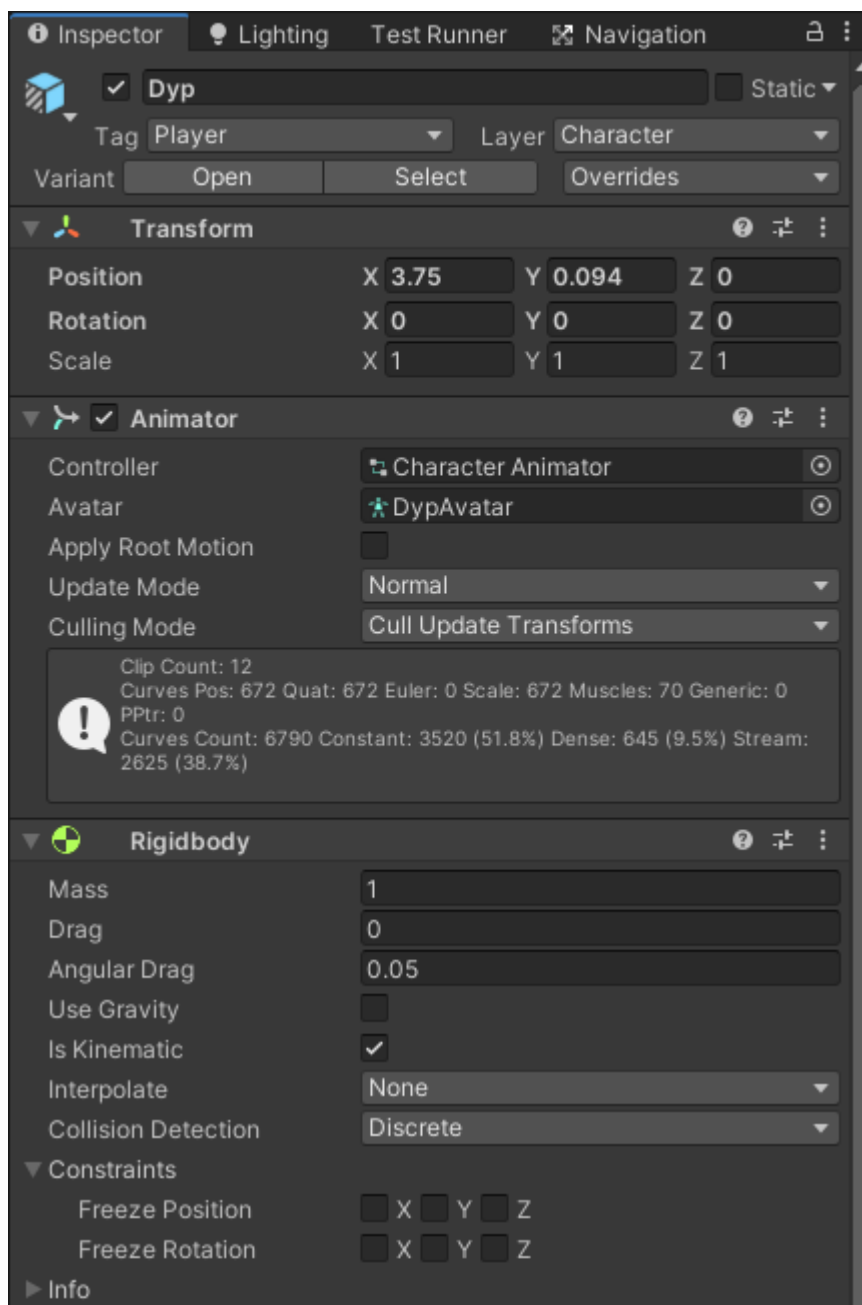 Inspector Lighting Test Runner Navigation
Dyp Static
Tag Player Layer Character
Variant Open Select Overrides
Transform
Position X 3.75 Y 0.094 Z 0
Rotation X 0 Y 0 Z 0
Scale X 1 Y 1 Z 1
Animator
Controller Character Animator
Avatar DypAvatar
Apply Root Motion
Update Mode Normal
Culling Mode Cull Update Transforms
Clip Count: 12
Curves Pos: 672 Quat: 672 Euler: 0 Scale: 672 Muscles: 70 Generic: 0
PPtr: 0
Curves Count: 6790 Constant: 3520 (51.8%) Dense: 645 (9.5%) Stream:
2625 (38.7%)
Rigidbody
Mass 1
Drag 0
Angular Drag 0.05
Use Gravity
Is Kinematic
Interpolate None
Collision Detection Discrete
Constraints
Freeze Position X Y Z
Freeze Rotation X Y Z
Info